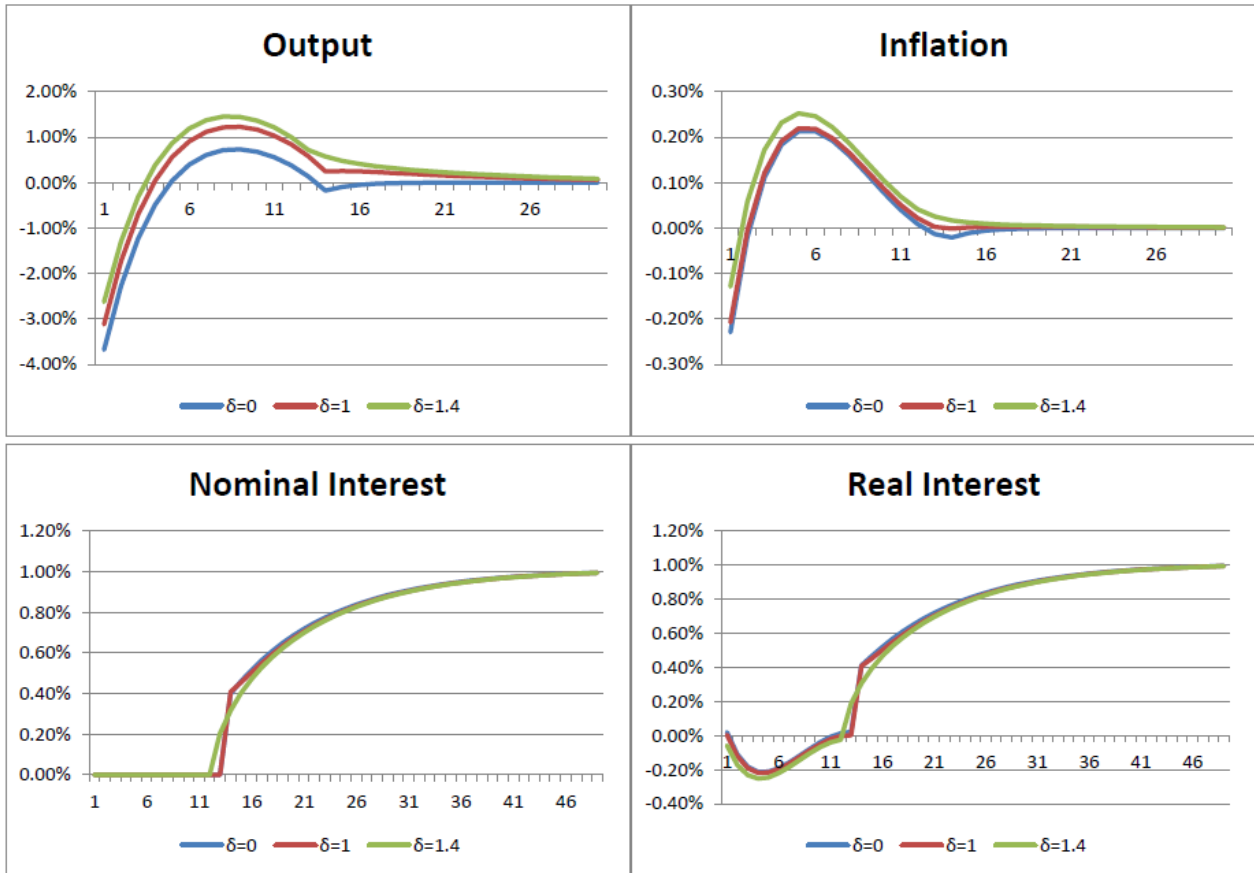 Output
2.00%
1.00%
0.00%
-1.00%
-2.00%
-3.00%
-4.00%
1 6 11 16 21 26
δ=0 δ=1 δ=1.4
Inflation
0.30%
0.20%
0.10%
0.00%
-0.10%
-0.20%
-0.30%
1 6 11 16 21 26
δ=0 δ=1 δ=1.4
Nominal Interest
1.20%
1.00%
0.80%
0.60%
0.40%
0.20%
0.00%
1 6 11 16 21 26 31 36 41 46
δ=0 δ=1 δ=1.4
Real Interest
1.20%
1.00%
0.80%
0.60%
0.40%
0.20%
0.00%
-0.20%
-0.40%
1 6 11 16 21 26 31 36 41 46
δ=0 δ=1 δ=1.4